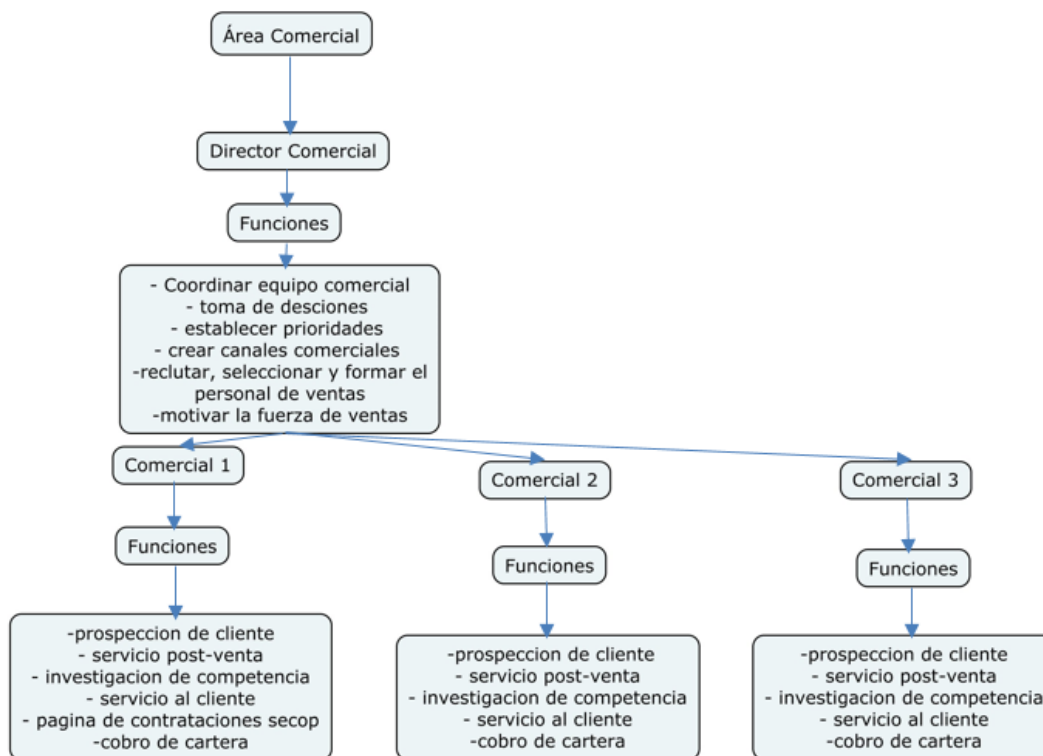 Área Comercial
Director Comercial
Funciones
- Coordinar equipo comercial
- toma de desciones
- establecer prioridades
- crear canales comerciales
-reclutar, seleccionar y formar el
personal de ventas
-motivar la fuerza de ventas
Comercial 1
Funciones
-prospeccion de cliente
- servicio post-venta
- investigacion de competencia
- servicio al cliente
- pagina de contrataciones secop
-cobro de cartera
Comercial 2
Funciones
-prospeccion de cliente
- servicio post-venta
- investigacion de competencia
- servicio al cliente
-cobro de cartera
Comercial 3
Funciones
-prospeccion de cliente
- servicio post-venta
- investigacion de competencia
- servicio al cliente
-cobro de cartera